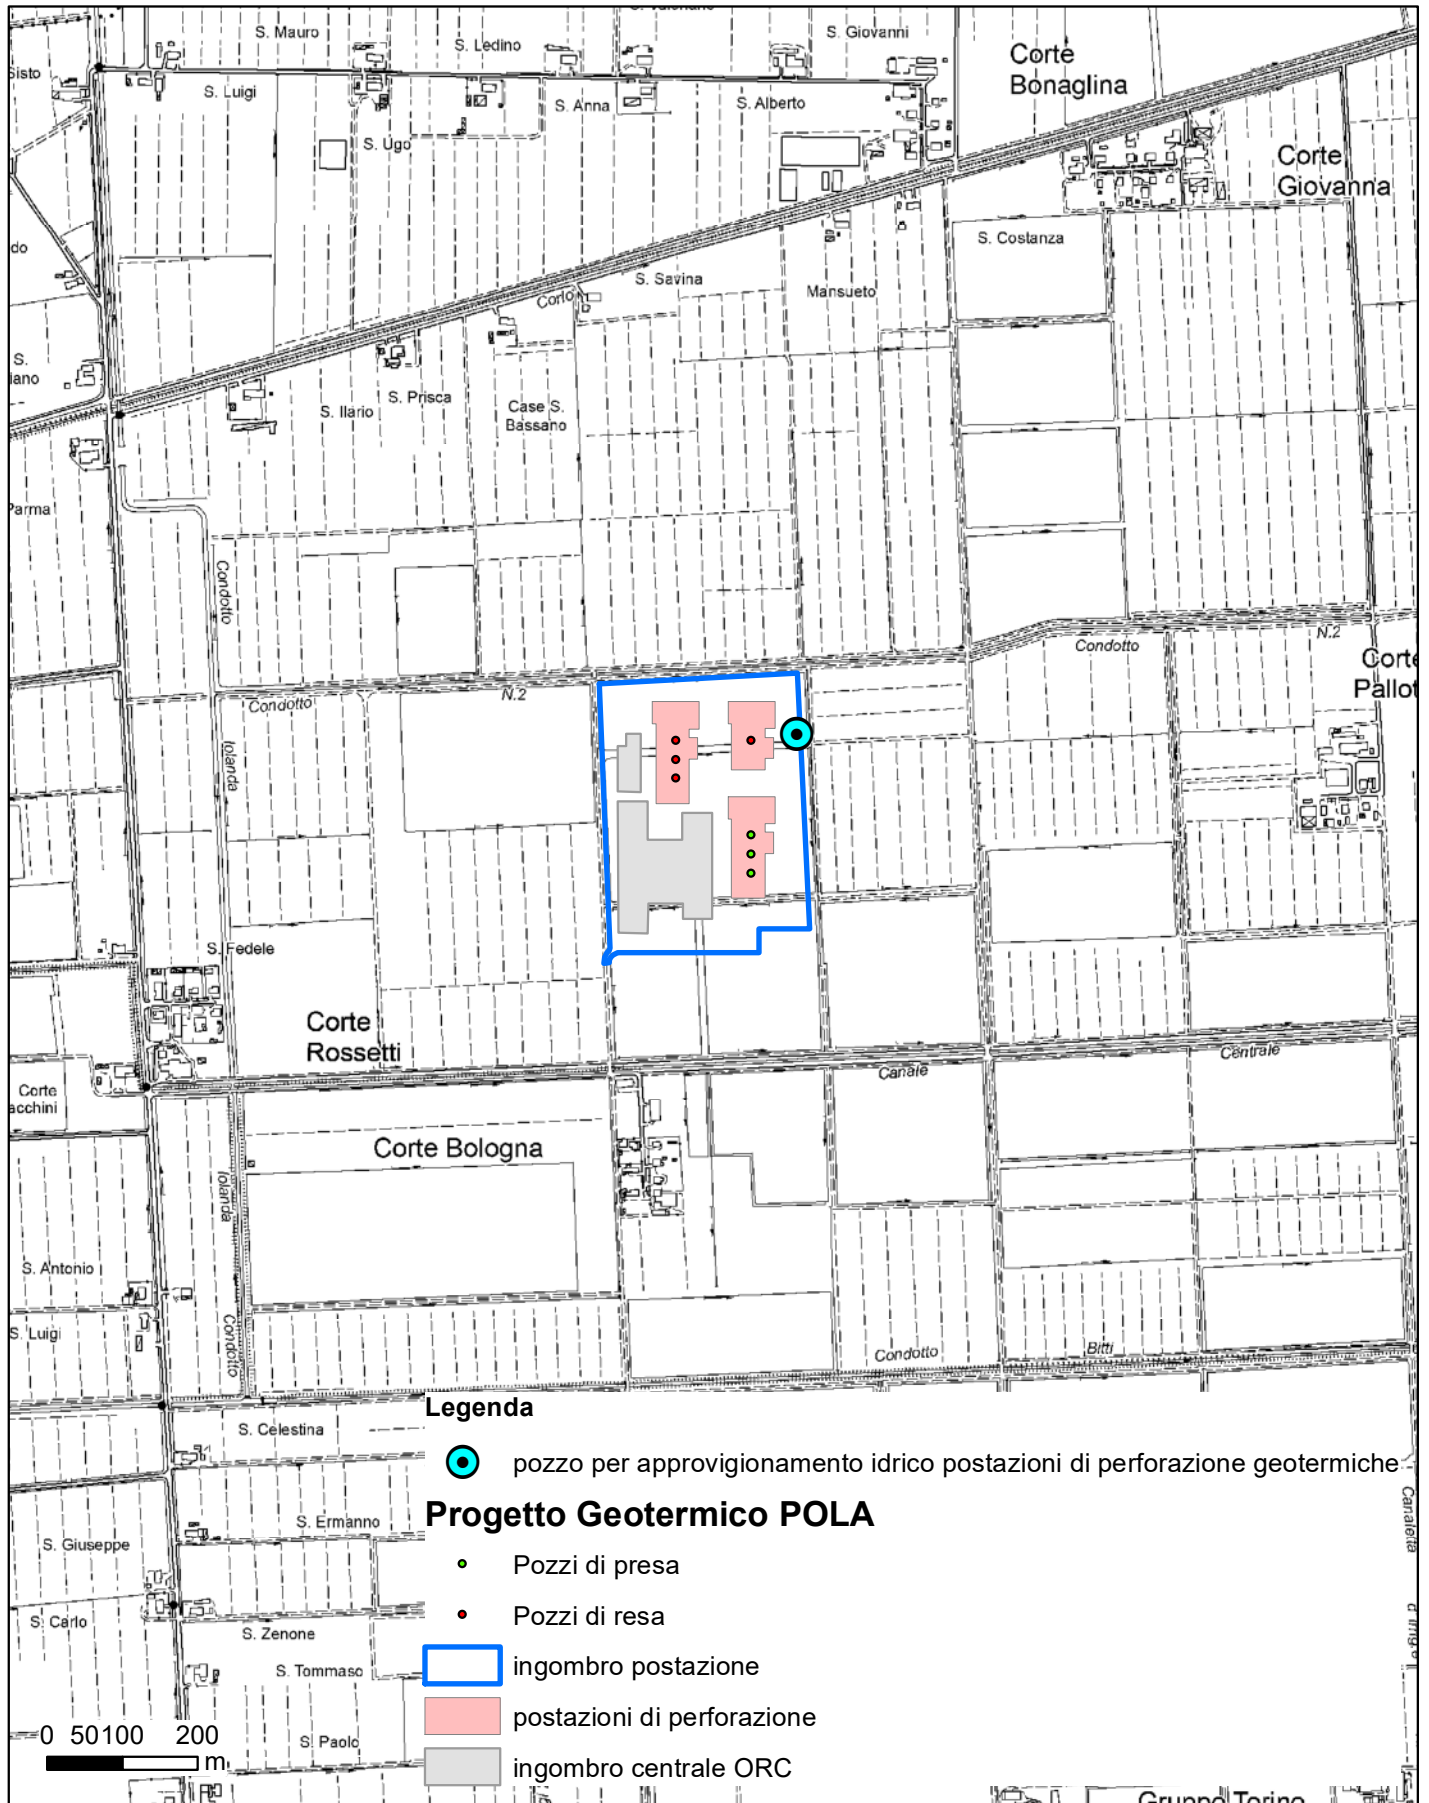 S. Mauro
S. Ledino
S. Giovanni
Corte
Bonaglina
S. Luigi
S. Anna
S. Alberto
S. Ugo
Corte
Giovanna
S. Costanza
S. Savina
Mansueto
Corlo
S.
S. Prisca
S. Ilario
Case S.
Bassano
Parma
Condotto
N.2
Condotto
Corte
Pallot
N.2
Condotto
Iolanda
S. Fedele
Corte
Rossetti
Canale
Centrale
Corte
acchini
Corte Bologna
Iolanda
S. Antonio
S. Luigi
Condotto
Condotto
Bitti
S. Celestina
S. Ermanno
S. Giuseppe
S. Carlo
S. Zenone
S. Tommaso
S. Paolo
Canaletta
Legenda
pozzo per approvigionamento idrico postazioni di perforazione geotermiche
Progetto Geotermico POLA
Pozzi di presa
Pozzi di resa
ingombro postazione
postazioni di perforazione
ingombro centrale ORC
0 50 100 200
m
Gruppo Torino